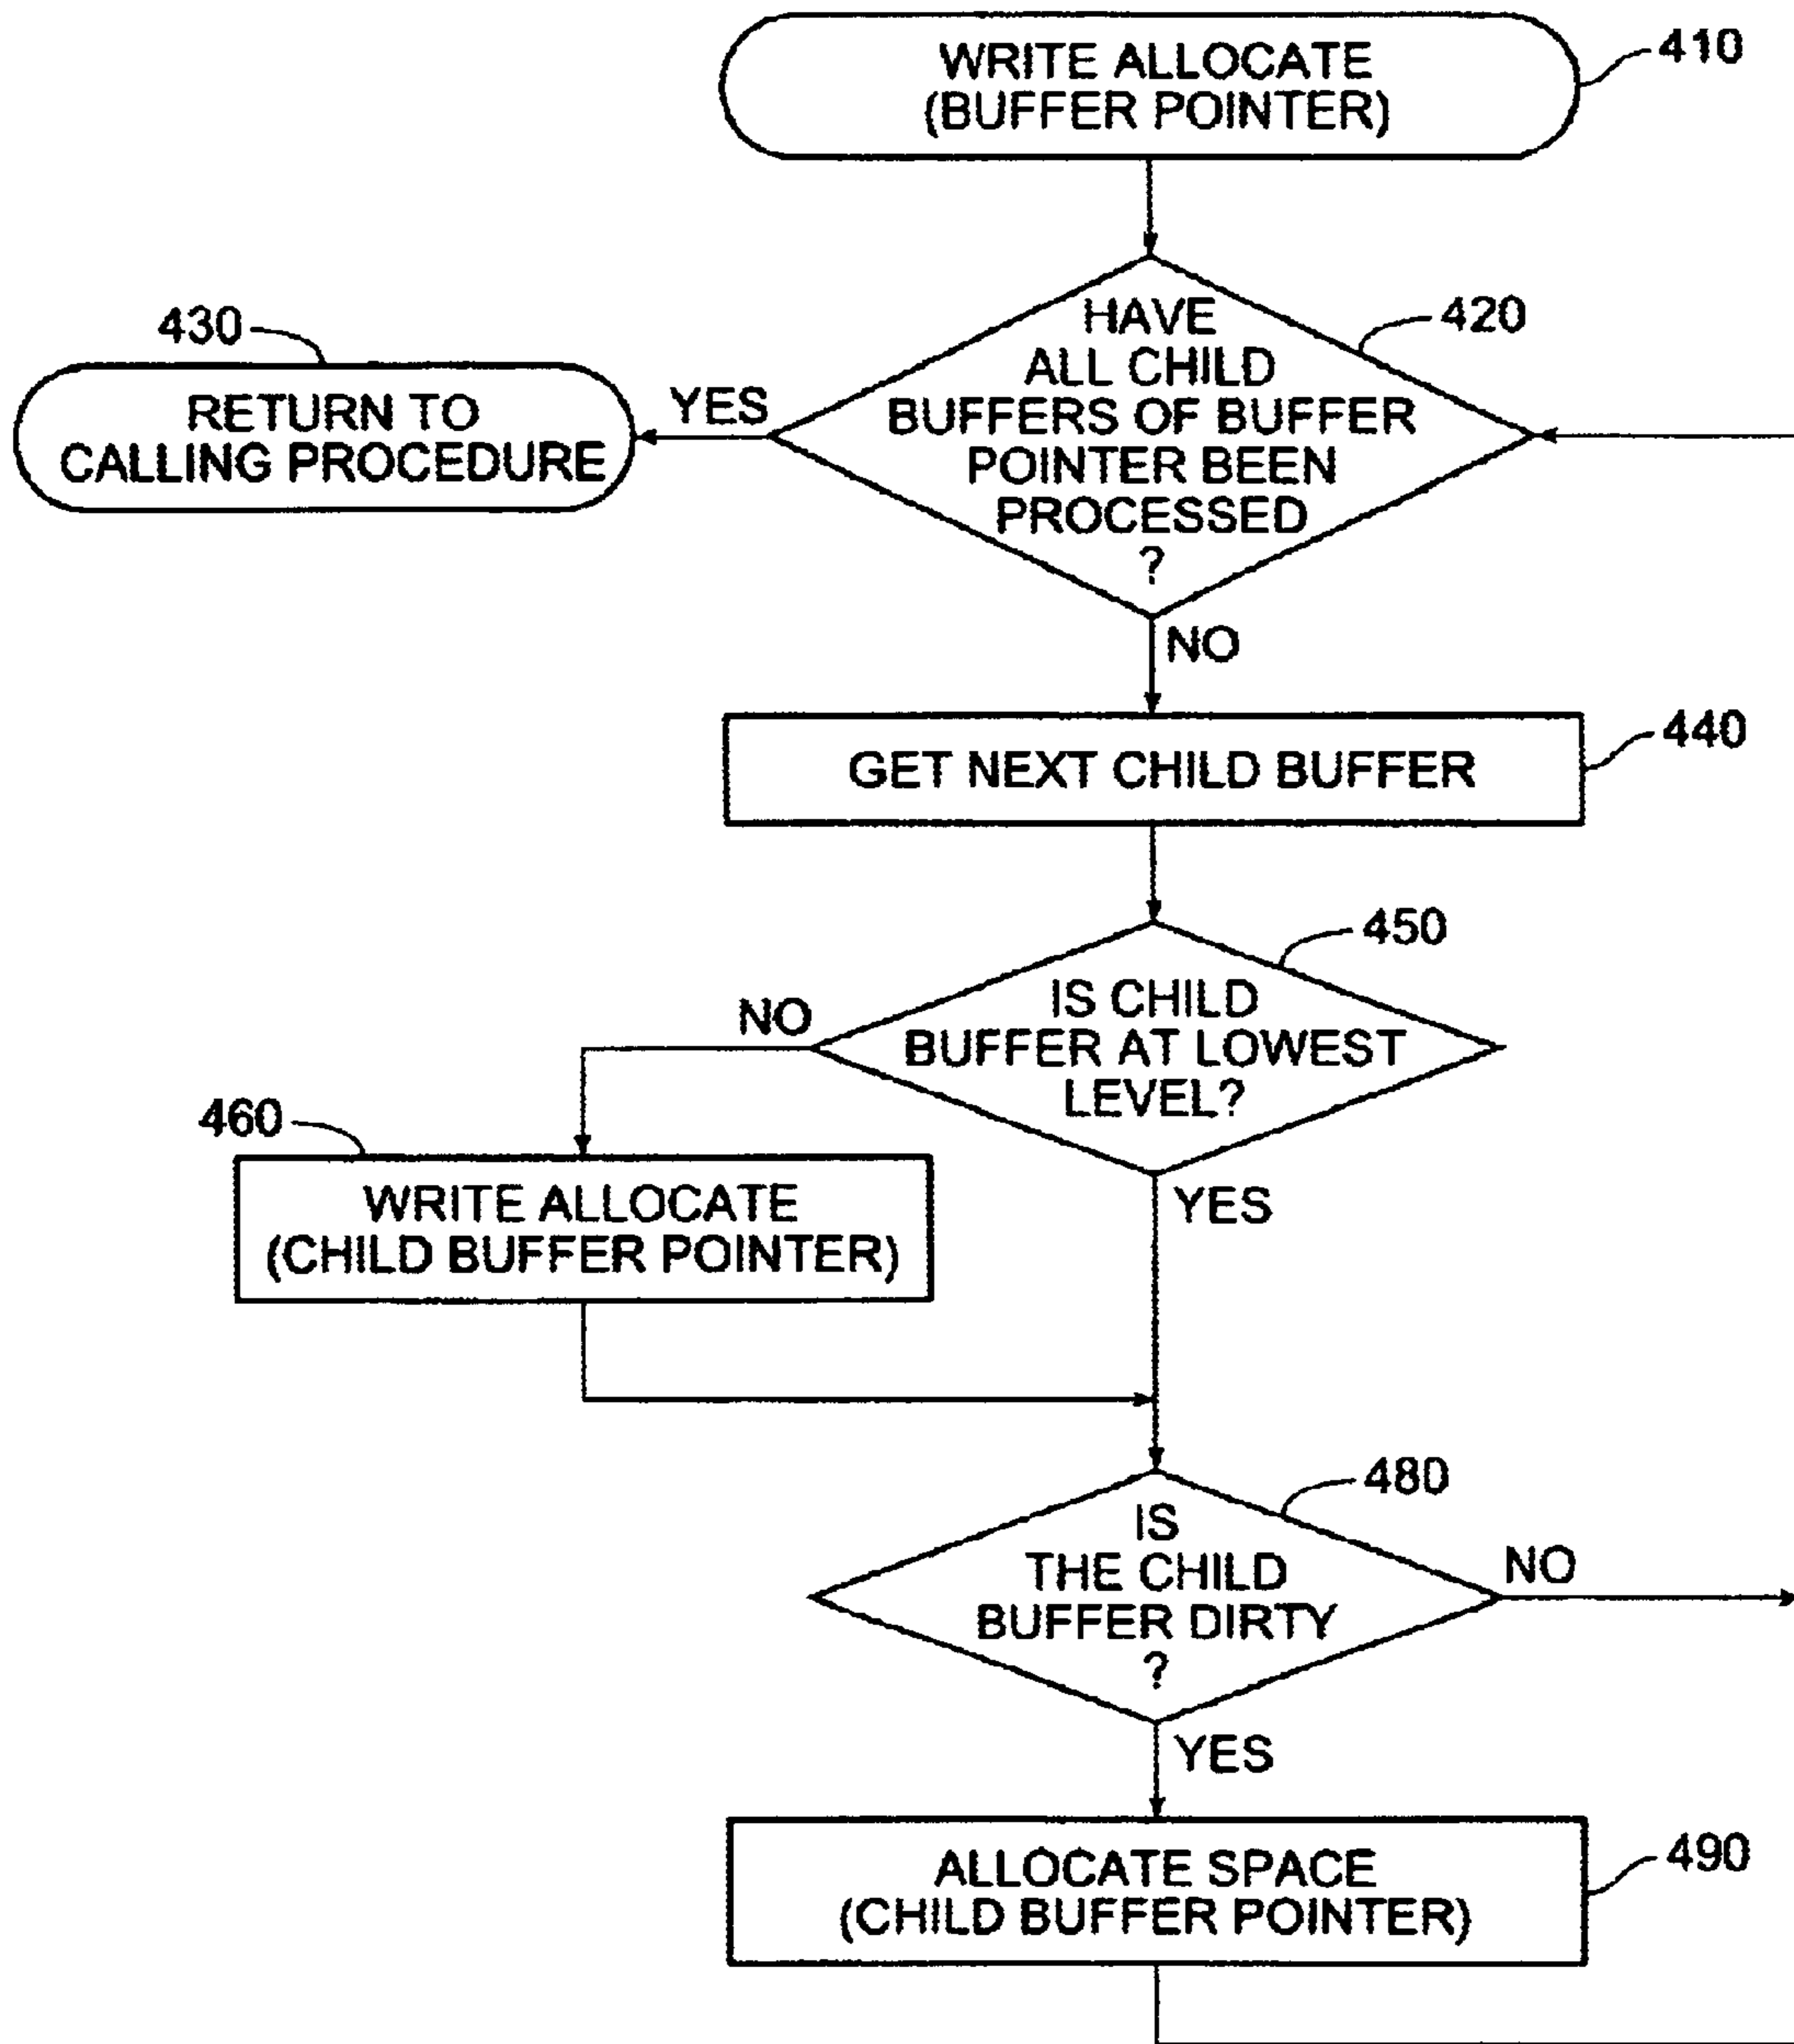 WRITE ALLOCATE
(BUFFER POINTER)
410
HAVE
ALL CHILD
BUFFERS OF BUFFER
POINTER BEEN
PROCESSED
?
420
430
RETURN TO
CALLING PROCEDURE
YES
NO
GET NEXT CHILD BUFFER
440
450
IS CHILD
BUFFER AT LOWEST
LEVEL?
NO
460
WRITE ALLOCATE
(CHILD BUFFER POINTER)
YES
480
IS
THE CHILD
BUFFER DIRTY
?
NO
YES
ALLOCATE SPACE
(CHILD BUFFER POINTER)
490